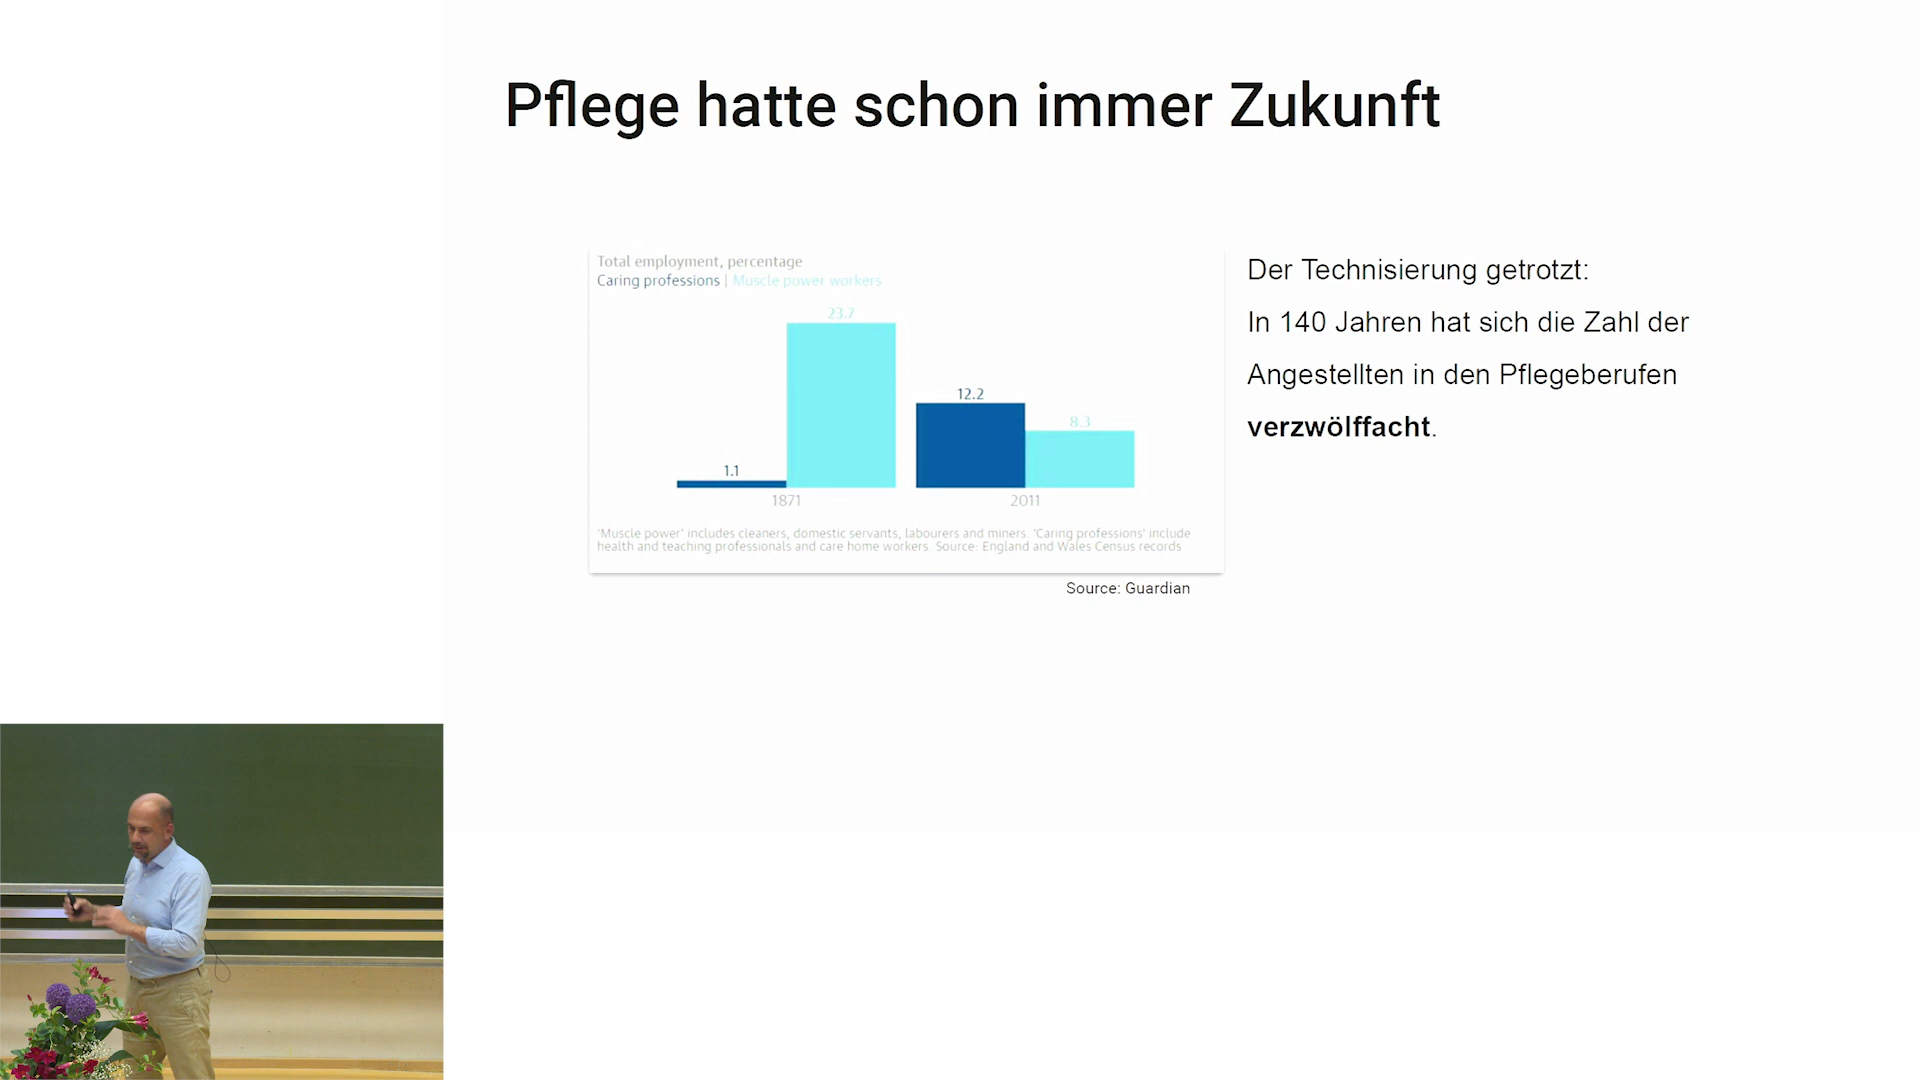 Pflege hatte schon immer Zukunft
Total employment, percentage
Caring professions | Muscle power workers
23.7
12.2
8.3
1.1
1871
2011
'Muscle power' includes cleaners, domestic servants, labourers and miners. 'Caring professions' include
health and teaching professionals and care home workers. Source: England and Wales Census records
Source: Guardian
Der Technisierung getrotzt:
In 140 Jahren hat sich die Zahl der
Angestellten in den Pflegeberufen
verzwölffacht.